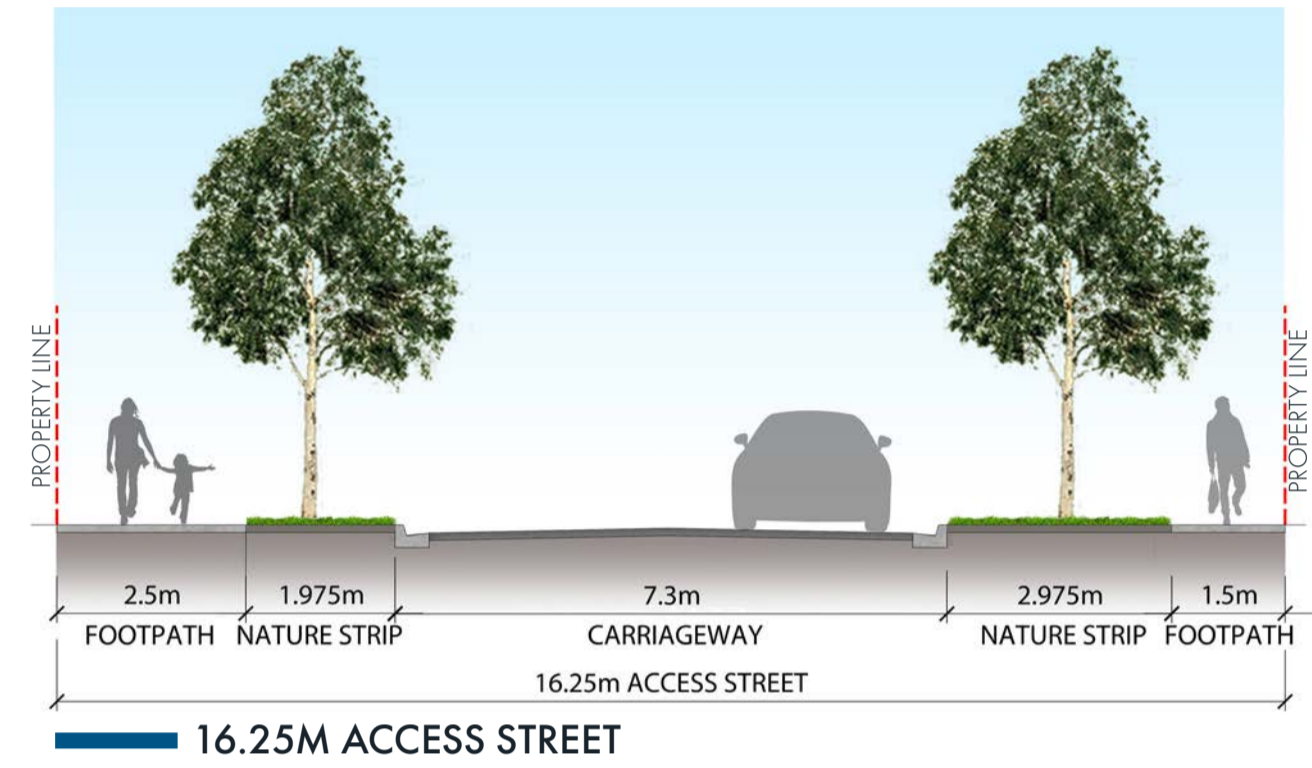 PROPERTY LINE
PROPERTY LINE
2.5m 1.975m 7.3m 2.975m 1.5m
FOOTPATH NATURE STRIP CARRIAGEWAY NATURE STRIP FOOTPATH
16.25m ACCESS STREET
16.25M ACCESS STREET